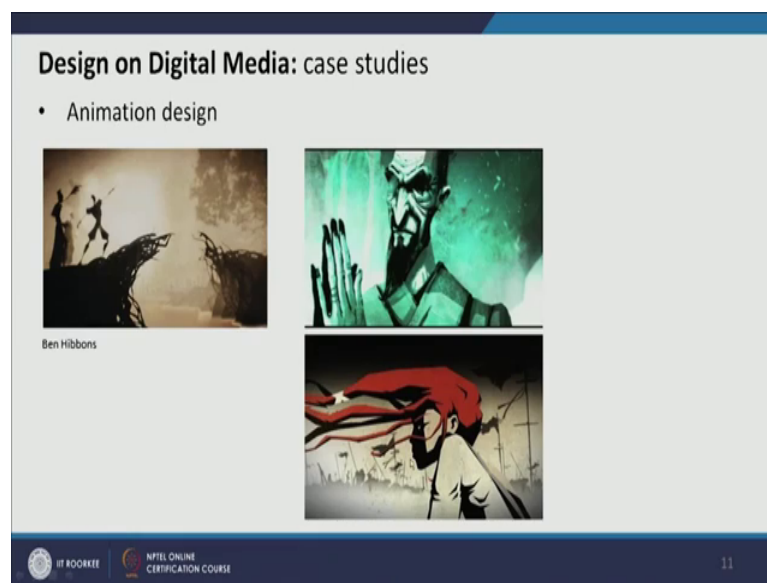 Design on Digital Media: case studies
• Animation design
Ben Hibbons
IIT ROORKEE
NPTEL ONLINE
CERTIFICATION COURSE
11